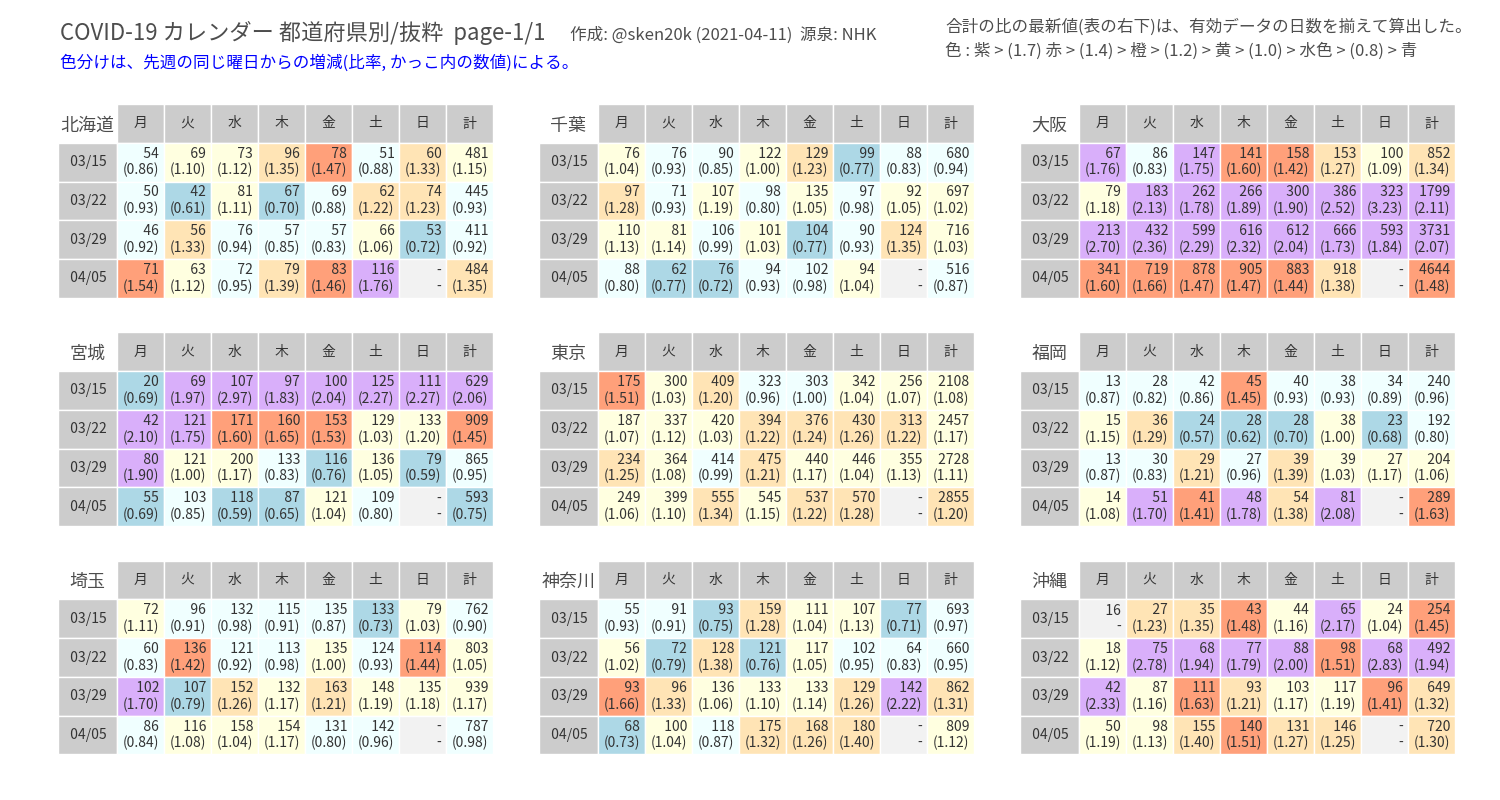 COVID-19 カレンダー 都道府県別/抜粋 page-1/1 作成: @sken20k (2021-04-11) 源泉: NHK
合計の比の最新値(表の右下)は、有効データの日数を揃えて算出した。
色分けは、先週の同じ曜日からの増減(比率, かっこ内の数値)による。
色 : 紫 > (1.7) 赤 > (1.4) > 橙 > (1.2) > 黄 > (1.0) > 水色 > (0.8) > 青
北海道 月 火 水 木 金 土 日 計
03/15 54 69 73 96 78 51 60 481
(0.86) (1.10) (1.12) (1.35) (1.47) (0.88) (1.33) (1.15)
03/22 50 42 81 67 69 62 74 445
(0.93) (0.61) (1.11) (0.70) (0.88) (1.22) (1.23) (0.93)
03/29 46 56 76 57 57 66 53 411
(0.92) (1.33) (0.94) (0.85) (0.83) (1.06) (0.72) (0.92)
04/05 71 63 72 79 83 116 - 484
(1.54) (1.12) (0.95) (1.39) (1.46) (1.76) - (1.35)
千葉 月 火 水 木 金 土 日 計
03/15 76 76 90 122 129 99 88 680
(1.04) (0.93) (0.85) (1.00) (1.23) (0.77) (0.83) (0.94)
03/22 97 71 107 98 135 97 92 697
(1.28) (0.93) (1.19) (0.80) (1.05) (0.98) (1.05) (1.02)
03/29 110 81 106 101 104 90 124 716
(1.13) (1.14) (0.99) (1.03) (0.77) (0.93) (1.35) (1.03)
04/05 88 62 76 94 102 94 - 516
(0.80) (0.77) (0.72) (0.93) (0.98) (1.04) - (0.87)
大阪 月 火 水 木 金 土 日 計
03/15 67 86 147 141 158 153 100 852
(1.76) (0.83) (1.75) (1.60) (1.42) (1.27) (1.09) (1.34)
03/22 79 183 262 266 300 386 323 1799
(1.18) (2.13) (1.78) (1.89) (1.90) (2.52) (3.23) (2.11)
03/29 213 432 599 616 612 666 593 3731
(2.70) (2.36) (2.29) (2.32) (2.04) (1.73) (1.84) (2.07)
04/05 341 719 878 905 883 918 - 4644
(1.60) (1.66) (1.47) (1.47) (1.44) (1.38) - (1.48)
宮城 月 火 水 木 金 土 日 計
03/15 20 69 107 97 100 125 111 629
(0.69) (1.97) (2.97) (1.83) (2.04) (2.27) (2.27) (2.06)
03/22 42 121 171 160 153 129 133 909
(2.10) (1.75) (1.60) (1.65) (1.53) (1.03) (1.20) (1.45)
03/29 80 121 200 133 116 136 79 865
(1.90) (1.00) (1.17) (0.83) (0.76) (1.05) (0.59) (0.95)
04/05 55 103 118 87 121 109 - 593
(0.69) (0.85) (0.59) (0.65) (1.04) (0.80) - (0.75)
東京 月 火 水 木 金 土 日 計
03/15 175 300 409 323 303 342 256 2108
(1.51) (1.03) (1.20) (0.96) (1.00) (1.04) (1.07) (1.08)
03/22 187 337 420 394 376 430 313 2457
(1.07) (1.12) (1.03) (1.22) (1.24) (1.26) (1.22) (1.17)
03/29 234 364 414 475 440 446 355 2728
(1.25) (1.08) (0.99) (1.21) (1.17) (1.04) (1.13) (1.11)
04/05 249 399 555 545 537 570 - 2855
(1.06) (1.10) (1.34) (1.15) (1.22) (1.28) - (1.20)
福岡 月 火 水 木 金 土 日 計
03/15 13 28 42 45 40 38 34 240
(0.87) (0.82) (0.86) (1.45) (0.93) (0.93) (0.89) (0.96)
03/22 15 36 24 28 28 38 23 192
(1.15) (1.29) (0.57) (0.62) (0.70) (1.00) (0.68) (0.80)
03/29 13 30 29 27 39 39 27 204
(0.87) (0.83) (1.21) (0.96) (1.39) (1.03) (1.17) (1.06)
04/05 14 51 41 48 54 81 - 289
(1.08) (1.70) (1.41) (1.78) (1.38) (2.08) - (1.63)
埼玉 月 火 水 木 金 土 日 計
03/15 72 96 132 115 135 133 79 762
(1.11) (0.91) (0.98) (0.91) (0.87) (0.73) (1.03) (0.90)
03/22 60 136 121 113 135 124 114 803
(0.83) (1.42) (0.92) (0.98) (1.00) (0.93) (1.44) (1.05)
03/29 102 107 152 132 163 148 135 939
(1.70) (0.79) (1.26) (1.17) (1.21) (1.19) (1.18) (1.17)
04/05 86 116 158 154 131 142 - 787
(0.84) (1.08) (1.04) (1.17) (0.80) (0.96) - (0.98)
神奈川 月 火 水 木 金 土 日 計
03/15 55 91 93 159 111 107 77 693
(0.93) (0.91) (0.75) (1.28) (1.04) (1.13) (0.71) (0.97)
03/22 56 72 128 121 117 102 64 660
(1.02) (0.79) (1.38) (0.76) (1.05) (0.95) (0.83) (0.95)
03/29 93 96 136 133 133 129 142 862
(1.66) (1.33) (1.06) (1.10) (1.14) (1.26) (2.22) (1.31)
04/05 68 100 118 175 168 180 - 809
(0.73) (1.04) (0.87) (1.32) (1.26) (1.40) - (1.12)
沖縄 月 火 水 木 金 土 日 計
03/15 16 27 35 43 44 65 24 254
- (1.23) (1.35) (1.48) (1.16) (2.17) (1.04) (1.45)
03/22 18 75 68 77 88 98 68 492
(1.12) (2.78) (1.94) (1.79) (2.00) (1.51) (2.83) (1.94)
03/29 42 87 111 93 103 117 96 649
(2.33) (1.16) (1.63) (1.21) (1.17) (1.19) (1.41) (1.32)
04/05 50 98 155 140 131 146 - 720
(1.19) (1.13) (1.40) (1.51) (1.27) (1.25) - (1.30)